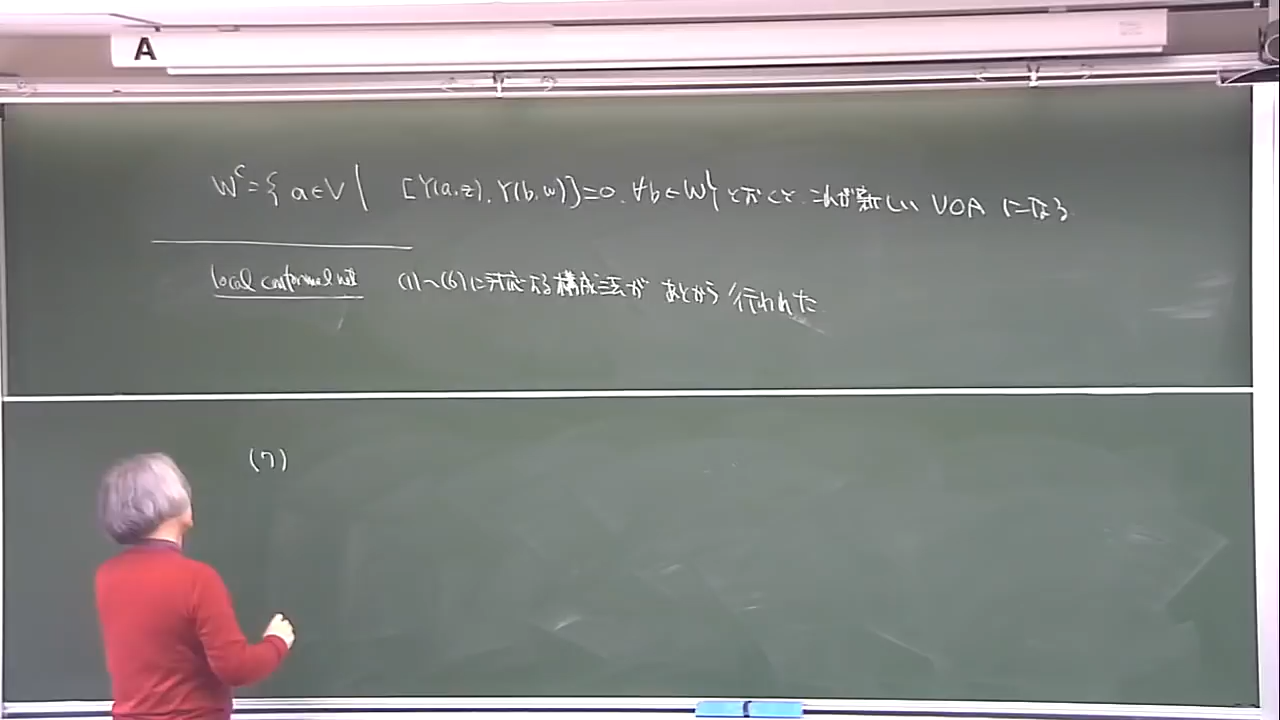 A
W^c = { a ∈ V | [Y(a,z), Y(b,w)] = 0, ∀b ∈ W } とおくと、これが新しい VOA になる
local conformal net (1)~(6)に対応する構成法が あとから 行われた
(7)